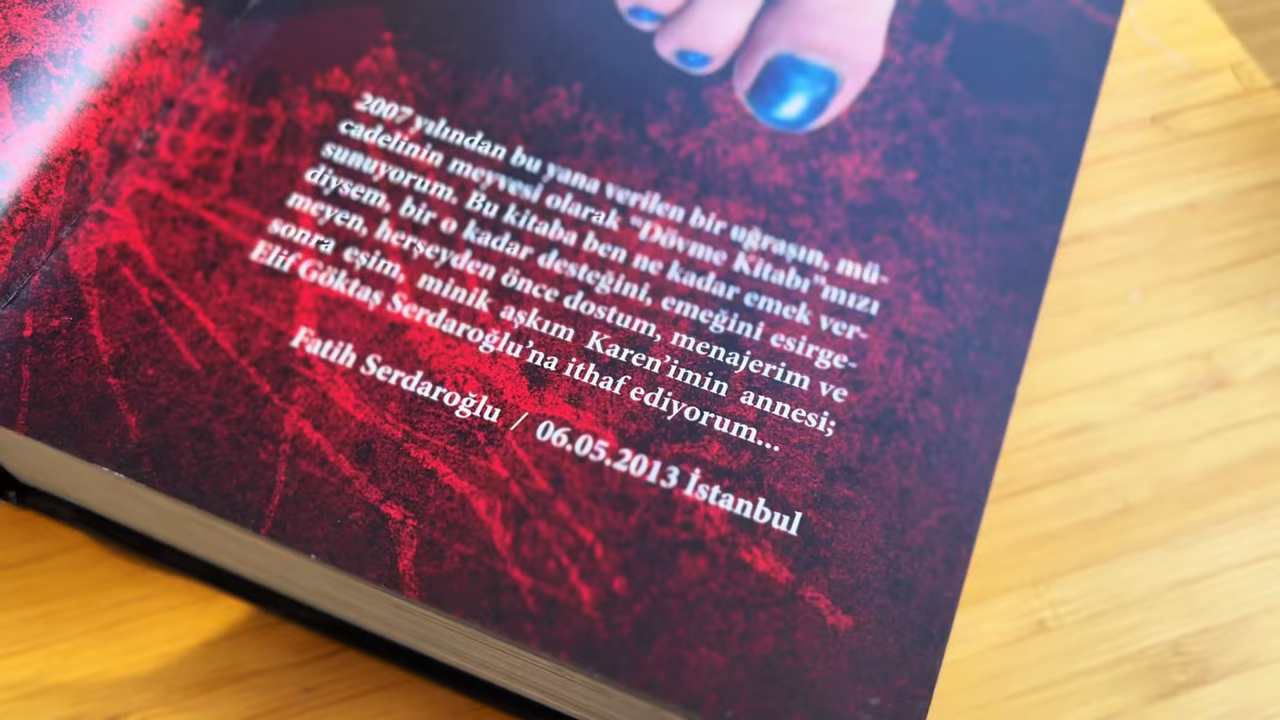 2007 yılından bu yana verilen bir uğraşın, mü-
cadelinin meyvesi olarak "Dövme Kitabı"mızı
sunuyorum. Bu kitaba ben ne kadar emek ver-
diysem, bir o kadar desteğini, emeğini esirge-
meyen, herşeyden önce dostum, menajerim ve
sonra eşim, minik aşkım Karen'imin annesi;
Elif Göktaş Serdaroğlu'na ithaf ediyorum...
Fatih Serdaroğlu / 06.05.2013 İstanbul